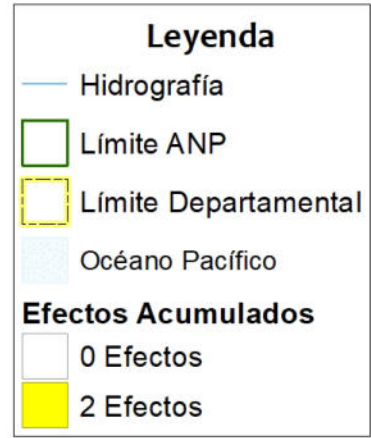 Leyenda
Hidrografía
Límite ANP
Límite Departamental
Océano Pacífico
Efectos Acumulados
0 Efectos
2 Efectos